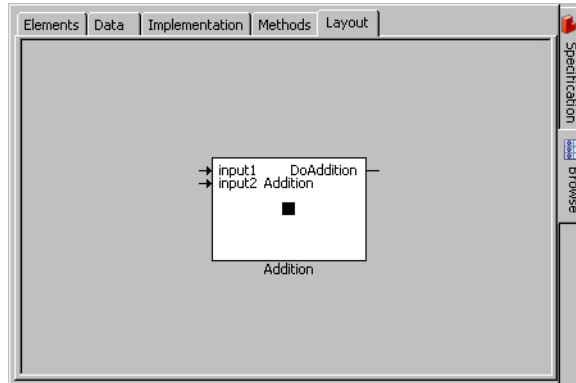 Elements Data Implementation Methods Layout
Specification
Browse
input1 DoAddition
input2 Addition
Addition